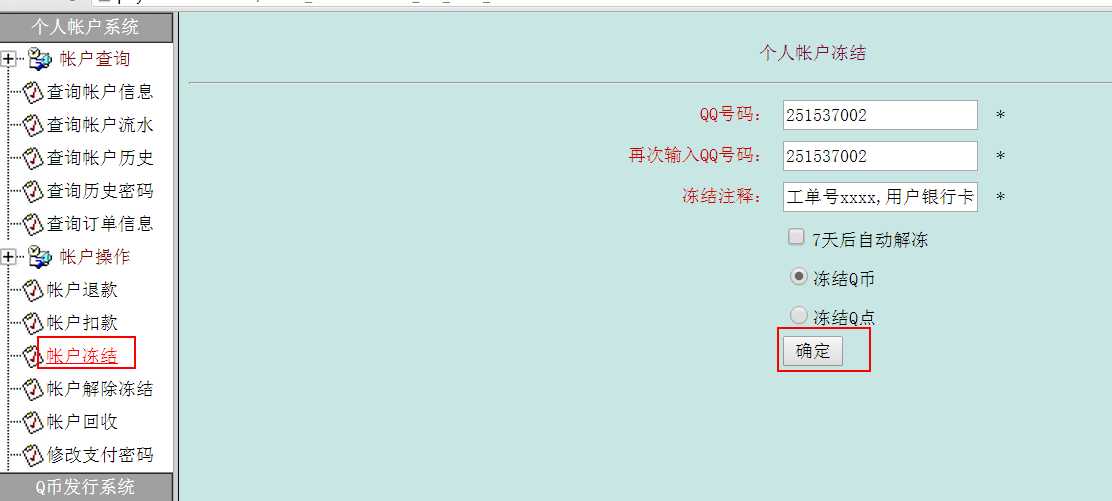 个人帐户系统
帐户查询
查询帐户信息
查询帐户流水
查询帐户历史
查询历史密码
查询订单信息
帐户操作
帐户退款
帐户扣款
帐户冻结
帐户解除冻结
帐户回收
修改支付密码
Q币发行系统
个人帐户冻结
QQ号码： 251537002 *
再次输入QQ号码： 251537002 *
冻结注释： 工单号xxxx,用户银行卡 *
7天后自动解冻
冻结Q币
冻结Q点
确定